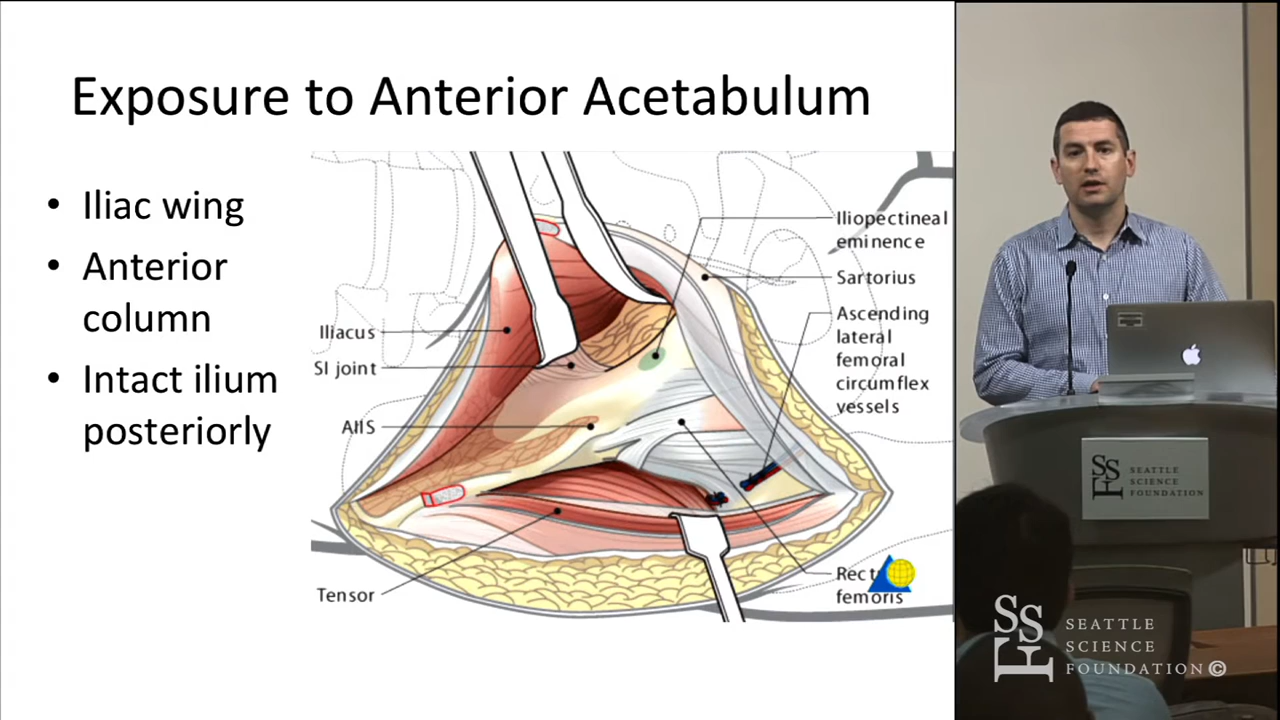 Exposure to Anterior Acetabulum
• Iliac wing
• Anterior
column
• Intact ilium
posteriorly
Iliacus
SI joint
AIIS
Tensor
Iliopectineal
eminence
Sartorius
Ascending
lateral
femoral
circumflex
vessels
femoris
SEATTLE
SCIENCE
FOUNDATION
SSF
SEATTLE
SCIENCE
FOUNDATION©